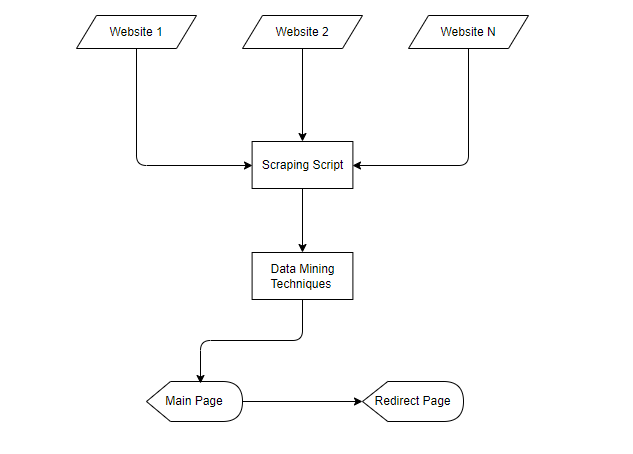 Website 1
Website 2
Website N
Scraping Script
Data Mining
Techniques
Main Page
Redirect Page